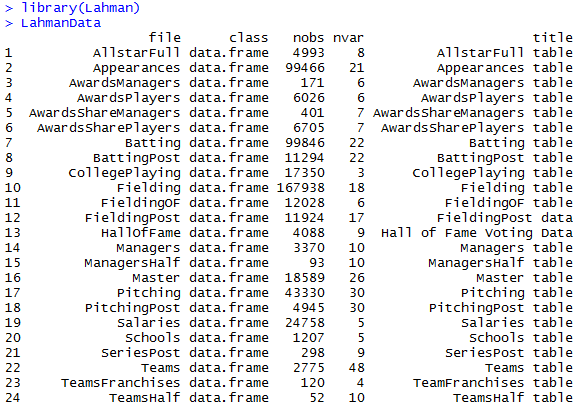 > library(Lahman)
> LahmanData
file class nobs nvar title
1 AllstarFull data.frame 4993 8 AllstarFull table
2 Appearances data.frame 99466 21 Appearances table
3 AwardsManagers data.frame 171 6 AwardsManagers table
4 AwardsPlayers data.frame 6026 6 AwardsPlayers table
5 AwardsShareManagers data.frame 401 7 AwardsShareManagers table
6 AwardsSharePlayers data.frame 6705 7 AwardsSharePlayers table
7 Batting data.frame 99846 22 Batting table
8 BattingPost data.frame 11294 22 BattingPost table
9 CollegePlaying data.frame 17350 3 CollegePlaying table
10 Fielding data.frame 167938 18 Fielding table
11 FieldingOF data.frame 12028 6 FieldingOF table
12 FieldingPost data.frame 11924 17 FieldingPost data
13 HallOfFame data.frame 4088 9 Hall of Fame Voting Data
14 Managers data.frame 3370 10 Managers table
15 ManagersHalf data.frame 93 10 ManagersHalf table
16 Master data.frame 18589 26 Master table
17 Pitching data.frame 43330 30 Pitching table
18 PitchingPost data.frame 4945 30 PitchingPost table
19 Salaries data.frame 24758 5 Salaries table
20 Schools data.frame 1207 5 Schools table
21 SeriesPost data.frame 298 9 SeriesPost table
22 Teams data.frame 2775 48 Teams table
23 TeamsFranchises data.frame 120 4 TeamFranchises table
24 TeamsHalf data.frame 52 10 TeamsHalf table